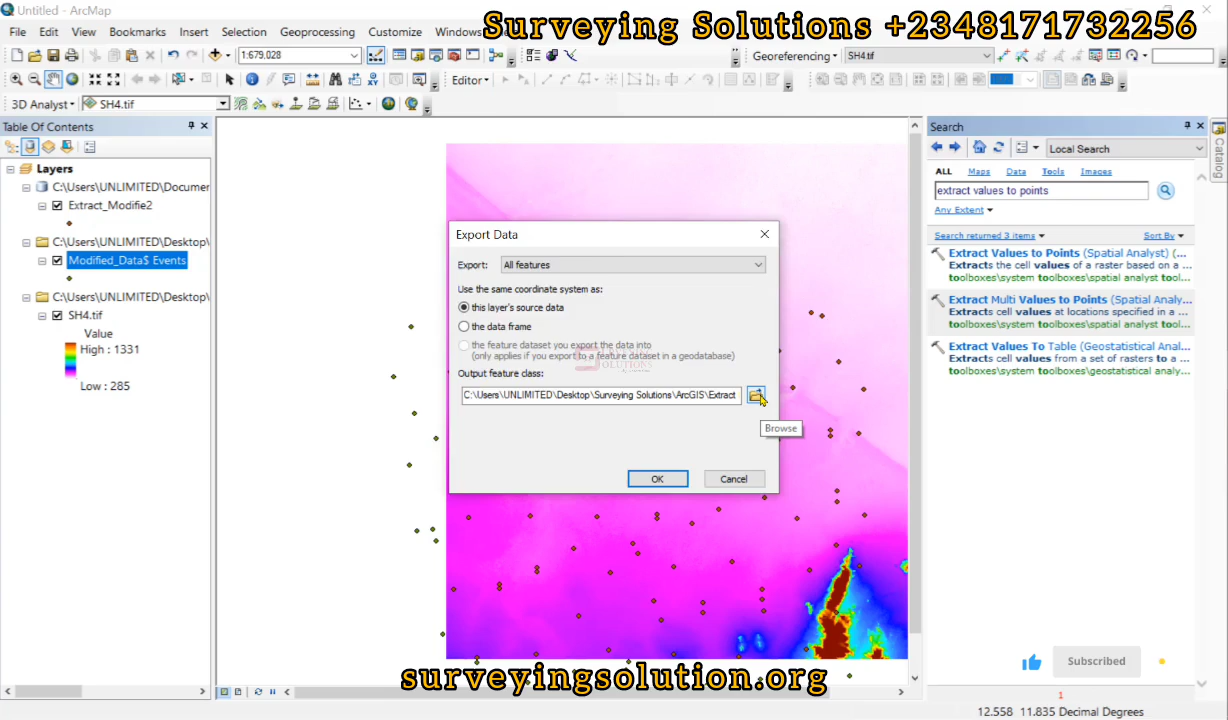 Untitled - ArcMap
Surveying Solutions +2348171732256
File Edit View Bookmarks Insert Selection Geoprocessing Customize Windows
1:679,028
Georeferencing SH4.tif
Editor
3D Analyst SH4.tif
Table Of Contents
Layers
C:\Users\UNLIMITED\Documer
Extract_Modifie2
C:\Users\UNLIMITED\Desktop\
Modified_Data$ Events
C:\Users\UNLIMITED\Desktop\
SH4.tif
Value
High : 1331
Low : 285
Export Data
Export: All features
Use the same coordinate system as:
this layer's source data
the data frame
the feature dataset you export the data into
(only applies if you export to a feature dataset in a geodatabase)
Output feature class:
C:\Users\UNLIMITED\Desktop\Surveying Solutions\ArcGIS\Extract
Browse
OK Cancel
Search
Local Search
ALL Maps Data Tools Images
extract values to points
Any Extent
Search returned 3 items Sort By
Extract Values to Points (Spatial Analyst) (...
Extracts the cell values of a raster based on a ...
toolboxes\system toolboxes\spatial analyst tool...
Extract Multi Values to Points (Spatial Analy...
Extracts cell values at locations specified in a ...
toolboxes\system toolboxes\spatial analyst tool...
Extract Values To Table (Geostatistical Analy...
Extracts cell values from a set of rasters to a ...
toolboxes\system toolboxes\geostatistical analy...
Catalog
Subscribed
1
surveyingsolution.org
12.558 11.835 Decimal Degrees